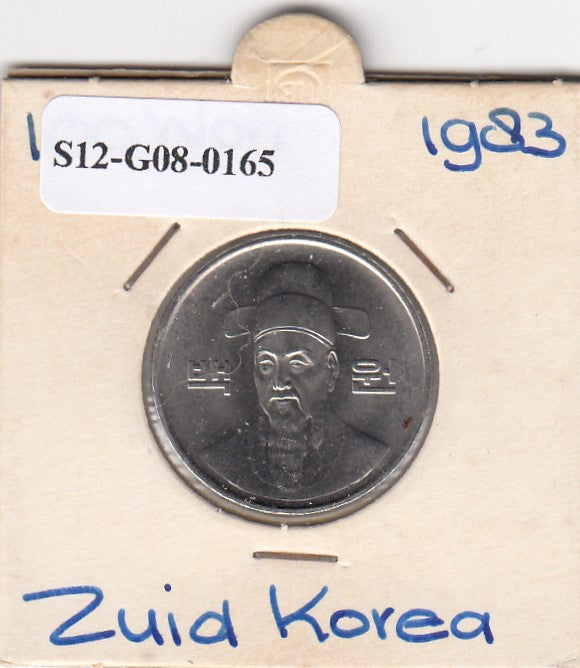 1983
S12-G08-0165
백 원
Zuid Korea